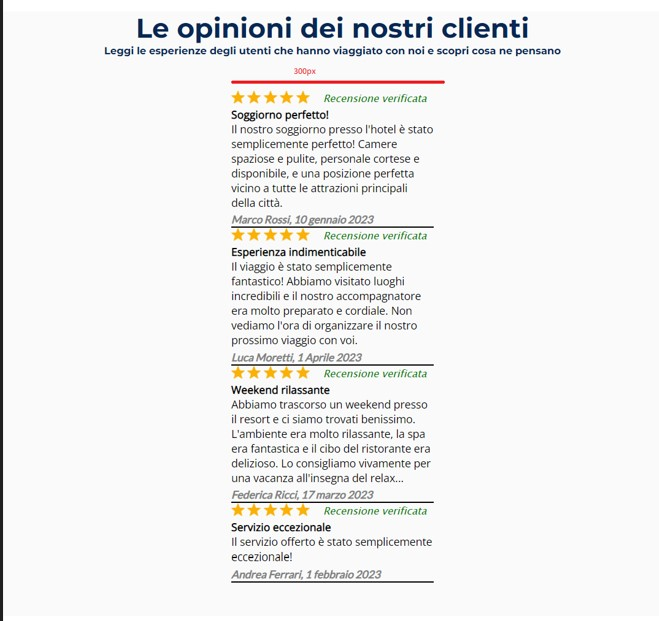 Le opinioni dei nostri clienti
Leggi le esperienze degli utenti che hanno viaggiato con noi e scopri cosa ne pensano
300px
Recensione verificata
Soggiorno perfetto!
Il nostro soggiorno presso l'hotel è stato
semplicemente perfetto! Camere
spaziose e pulite, personale cortese e
disponibile, e una posizione perfetta
vicino a tutte le attrazioni principali
della città.
Marco Rossi, 10 gennaio 2023
Recensione verificata
Esperienza indimenticabile
Il viaggio è stato semplicemente
fantastico! Abbiamo visitato luoghi
incredibili e il nostro accompagnatore
era molto preparato e cordiale. Non
vediamo l'ora di organizzare il nostro
prossimo viaggio con voi.
Luca Moretti, 1 Aprile 2023
Recensione verificata
Weekend rilassante
Abbiamo trascorso un weekend presso
il resort e ci siamo trovati benissimo.
L'ambiente era molto rilassante, la spa
era fantastica e il cibo del ristorante era
delizioso. Lo consigliamo vivamente per
una vacanza all'insegna del relax...
Federica Ricci, 17 marzo 2023
Recensione verificata
Servizio eccezionale
Il servizio offerto è stato semplicemente
eccezionale!
Andrea Ferrari, 1 febbraio 2023